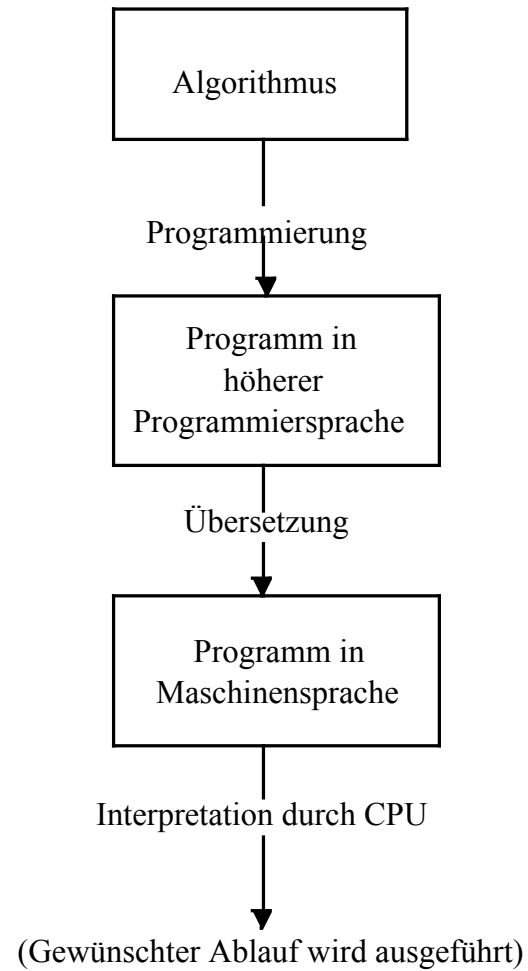 Algorithmus
Programmierung
Programm in
höherer
Programmiersprache
Übersetzung
Programm in
Maschinensprache
Interpretation durch CPU
(Gewünschter Ablauf wird ausgeführt)